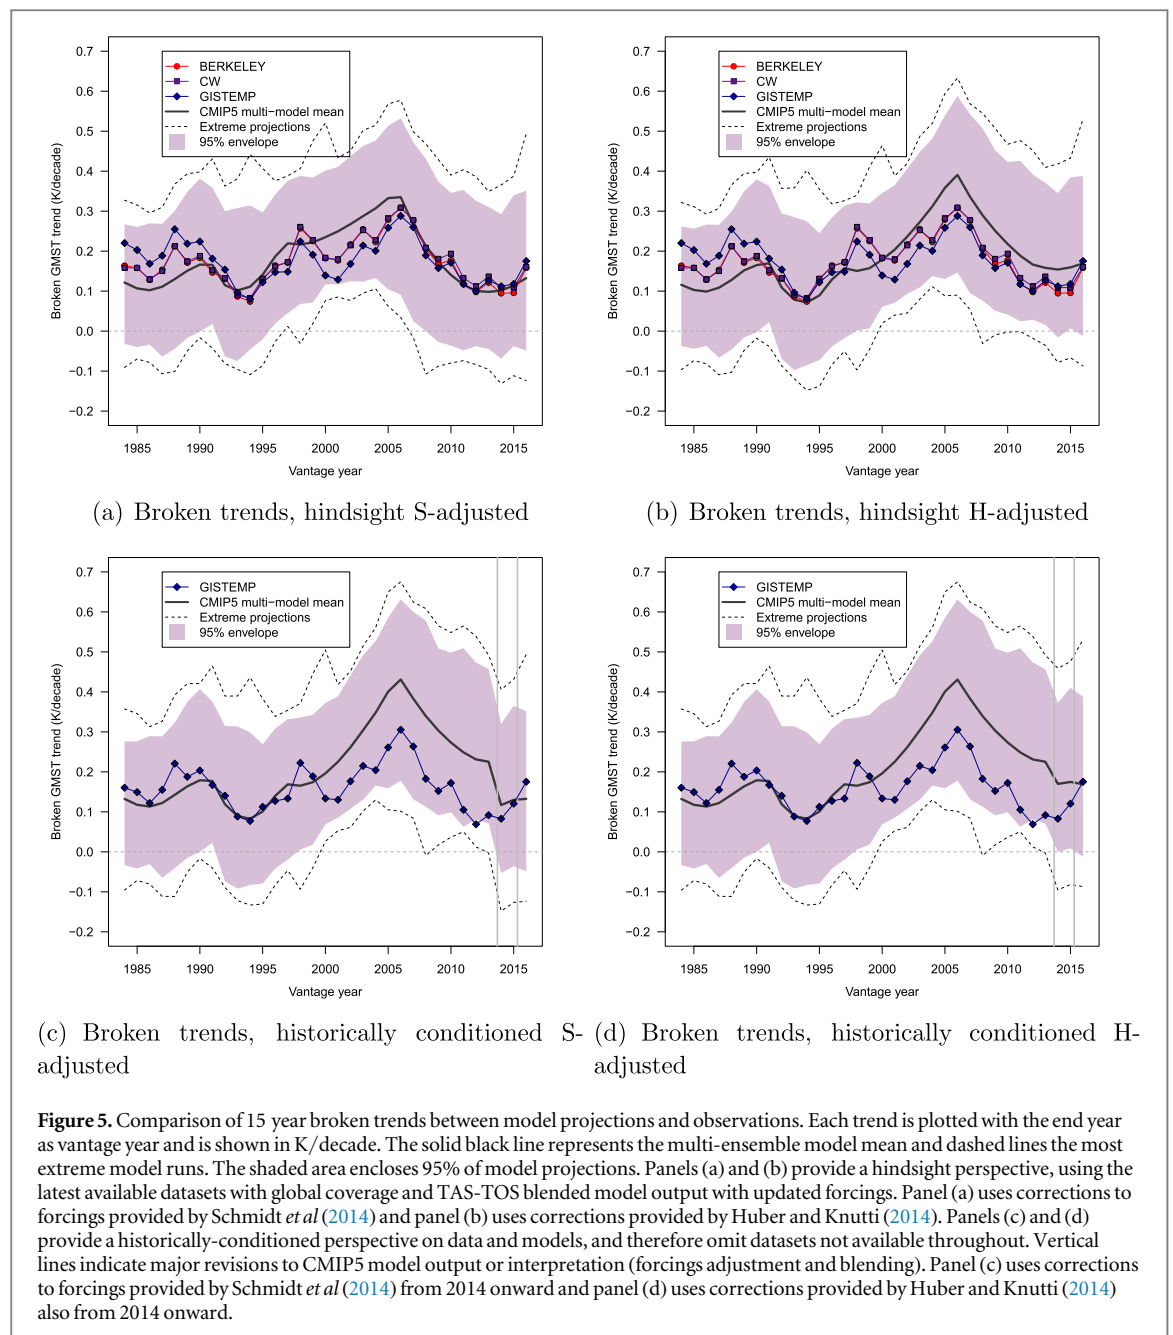 0.7
0.6
0.5
0.4
0.3
0.2
0.1
0.0
−0.1
−0.2
Broken GMST trend (K/decade)
BERKELEY
CW
GISTEMP
CMIP5 multi−model mean
Extreme projections
95% envelope
1985 1990 1995 2000 2005 2010 2015
Vantage year
(a) Broken trends, hindsight S-adjusted
0.7
0.6
0.5
0.4
0.3
0.2
0.1
0.0
−0.1
−0.2
Broken GMST trend (K/decade)
BERKELEY
CW
GISTEMP
CMIP5 multi−model mean
Extreme projections
95% envelope
1985 1990 1995 2000 2005 2010 2015
Vantage year
(b) Broken trends, hindsight H-adjusted
0.7
0.6
0.5
0.4
0.3
0.2
0.1
0.0
−0.1
−0.2
Broken GMST trend (K/decade)
GISTEMP
CMIP5 multi−model mean
Extreme projections
95% envelope
1985 1990 1995 2000 2005 2010 2015
Vantage year
(c) Broken trends, historically conditioned S-
adjusted
0.7
0.6
0.5
0.4
0.3
0.2
0.1
0.0
−0.1
−0.2
Broken GMST trend (K/decade)
GISTEMP
CMIP5 multi−model mean
Extreme projections
95% envelope
1985 1990 1995 2000 2005 2010 2015
Vantage year
(d) Broken trends, historically conditioned H-
adjusted
Figure 5. Comparison of 15 year broken trends between model projections and observations. Each trend is plotted with the end year
as vantage year and is shown in K/decade. The solid black line represents the multi-ensemble model mean and dashed lines the most
extreme model runs. The shaded area encloses 95% of model projections. Panels (a) and (b) provide a hindsight perspective, using the
latest available datasets with global coverage and TAS-TOS blended model output with updated forcings. Panel (a) uses corrections to
forcings provided by Schmidt et al (2014) and panel (b) uses corrections provided by Huber and Knutti (2014). Panels (c) and (d)
provide a historically-conditioned perspective on data and models, and therefore omit datasets not available throughout. Vertical
lines indicate major revisions to CMIP5 model output or interpretation (forcings adjustment and blending). Panel (c) uses corrections
to forcings provided by Schmidt et al (2014) from 2014 onward and panel (d) uses corrections provided by Huber and Knutti (2014)
also from 2014 onward.